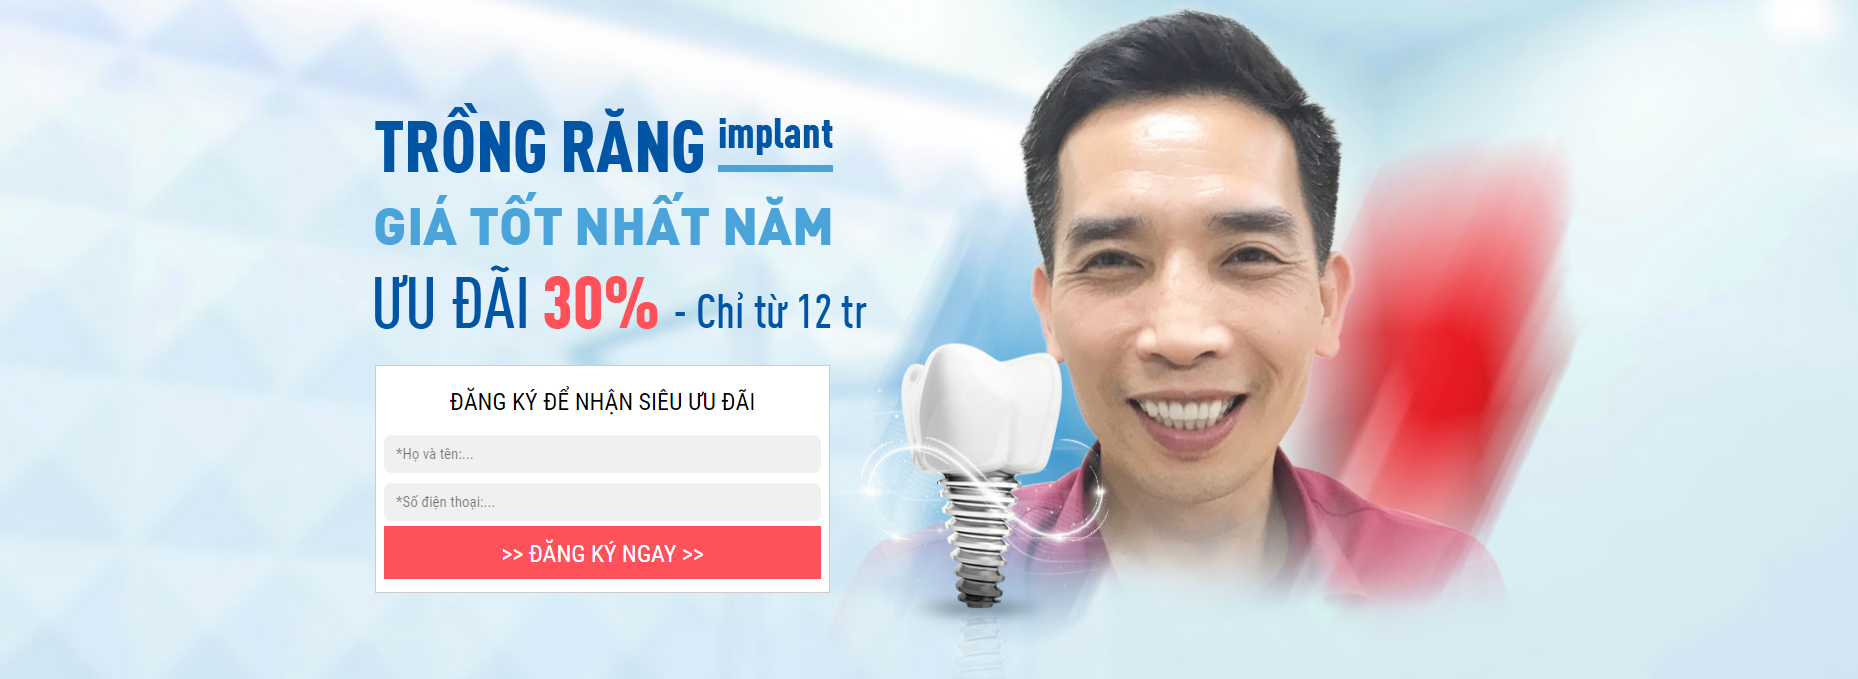 TRỒNG RĂNG implant
GIÁ TỐT NHẤT NĂM
ƯU ĐÃI 30% - Chỉ từ 12 tr
ĐĂNG KÝ ĐỂ NHẬN SIÊU ƯU ĐÃI
*Họ và tên:...
*Số điện thoại:...
>> ĐĂNG KÝ NGAY >>